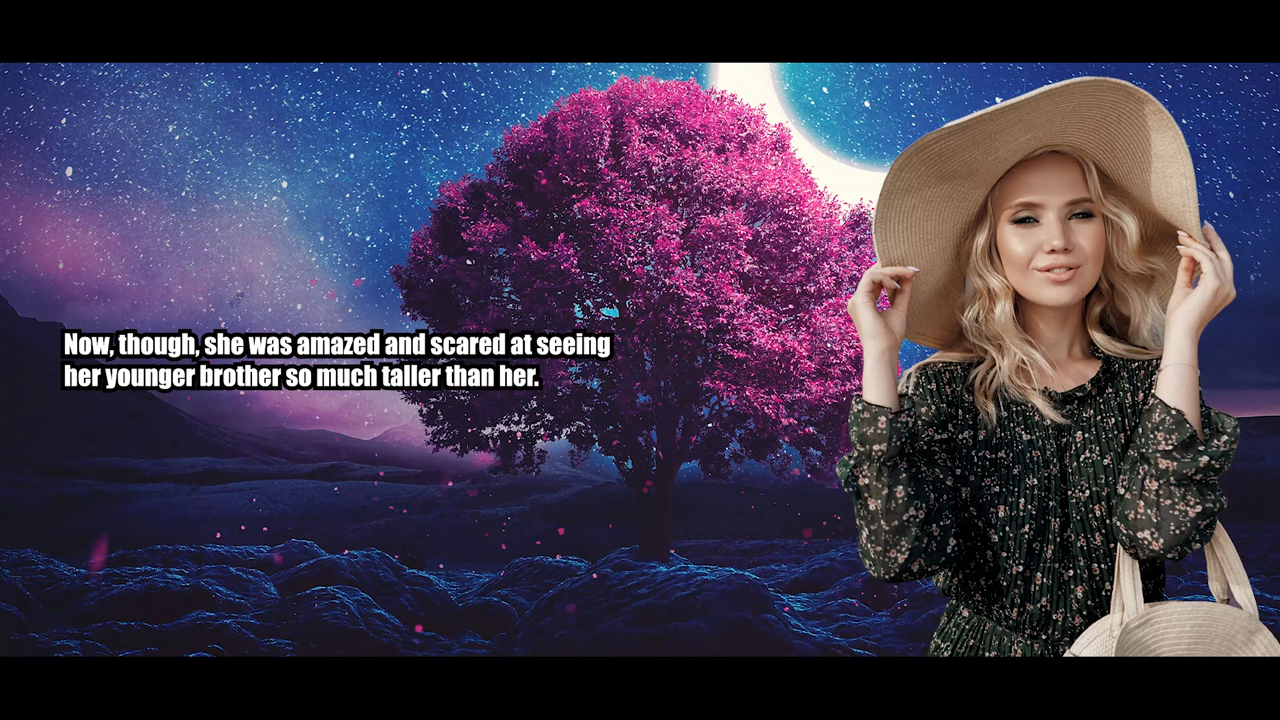 Now, though, she was amazed and scared at seeing
her younger brother so much taller than her.